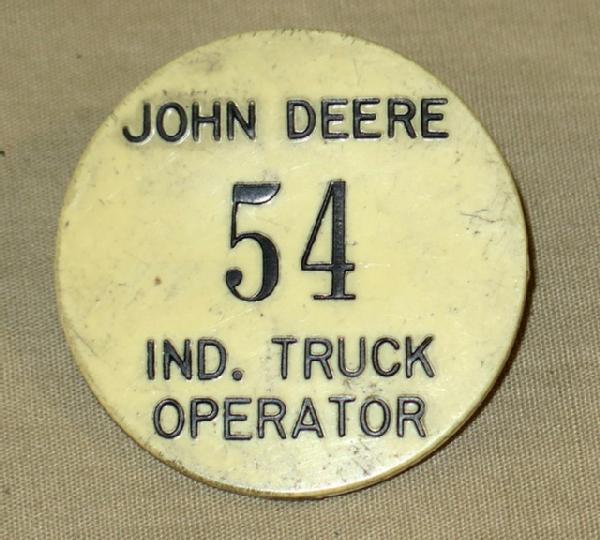 JOHN DEERE
54
IND. TRUCK
OPERATOR